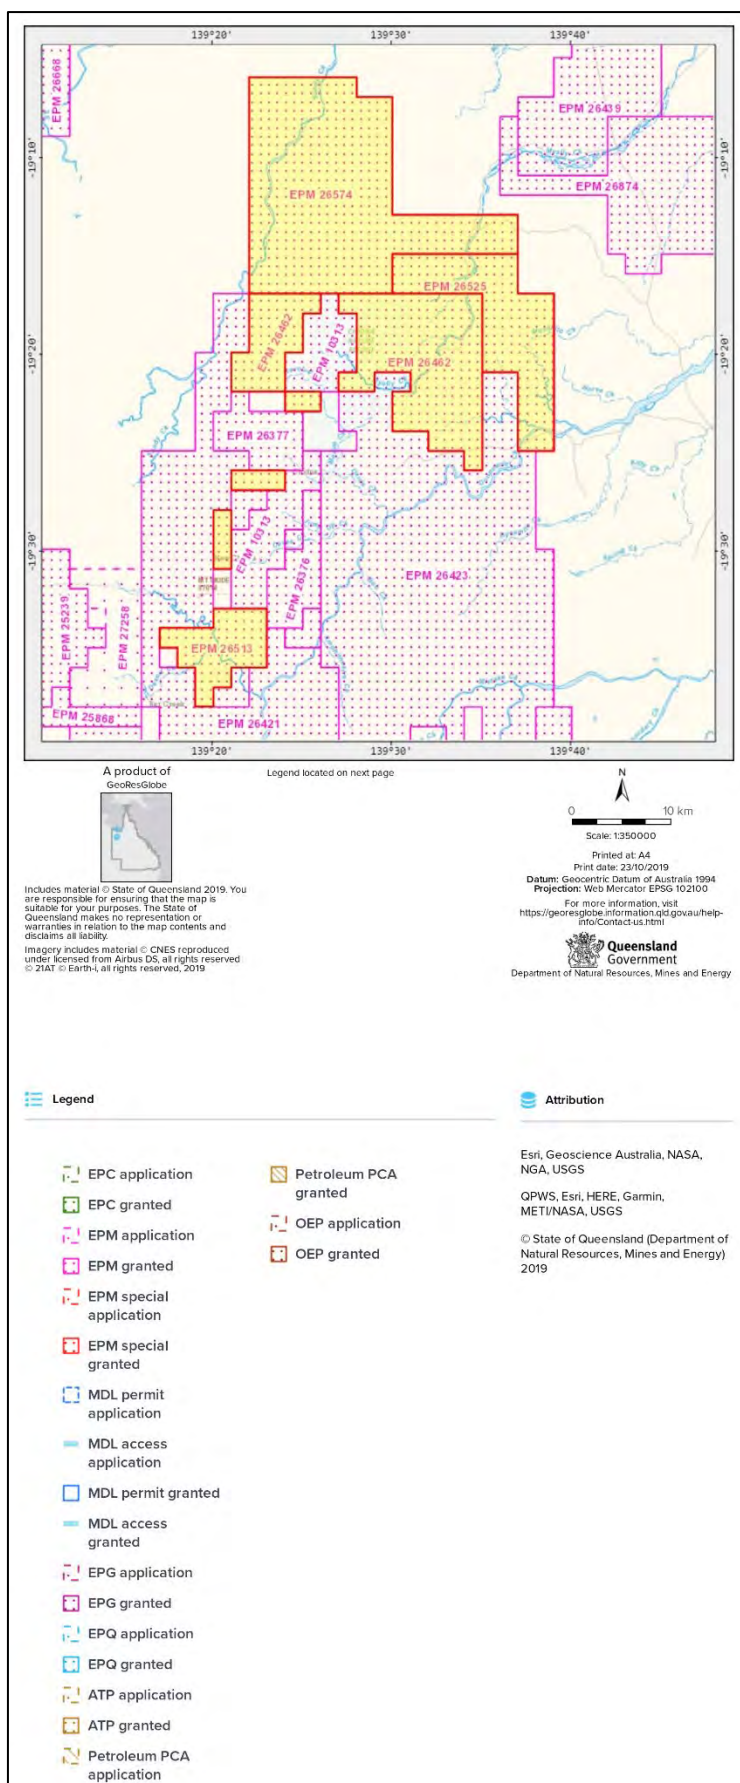 139°20'
139°30'
139°40'
-19°10'
-19°10'
EPM 26668
EPM 26439
EPM 26874
EPM 26574
EPM 26525
-19°20'
-19°20'
EPM 26462
EPM 10313
EPM 26462
EPM 26377
-19°30'
-19°30'
EPM 10313
EPM 26376
EPM 26423
EPM 25239
EPM 27258
EPM 26513
EPM 25868
EPM 26421
139°20'
139°30'
139°40'
A product of
GeoResGlobe
Legend located on next page
N
0 10 km
Scale: 1:350000
Printed at: A4
Print date: 23/10/2019
Datum: Geocentric Datum of Australia 1994
Projection: Web Mercator EPSG 102100
For more information, visit
https://georesglobe.information.qld.gov.au/help-
info/Contact-us.html
Includes material © State of Queensland 2019. You
are responsible for ensuring that the map is
suitable for your purposes. The State of
Queensland makes no representation or
warranties in relation to the map contents and
disclaims all liability.
Imagery includes material © CNES reproduced
under licensed from Airbus DS, all rights reserved
© 21AT © Earth-i, all rights reserved, 2019
Queensland
Government
Department of Natural Resources, Mines and Energy
Legend
EPC application
EPC granted
EPM application
EPM granted
EPM special
application
EPM special
granted
MDL permit
application
MDL access
application
MDL permit granted
MDL access
granted
EPG application
EPG granted
EPQ application
EPQ granted
ATP application
ATP granted
Petroleum PCA
application
Petroleum PCA
granted
OEP application
OEP granted
Attribution
Esri, Geoscience Australia, NASA,
NGA, USGS
QPWS, Esri, HERE, Garmin,
METI/NASA, USGS
© State of Queensland (Department of
Natural Resources, Mines and Energy)
2019